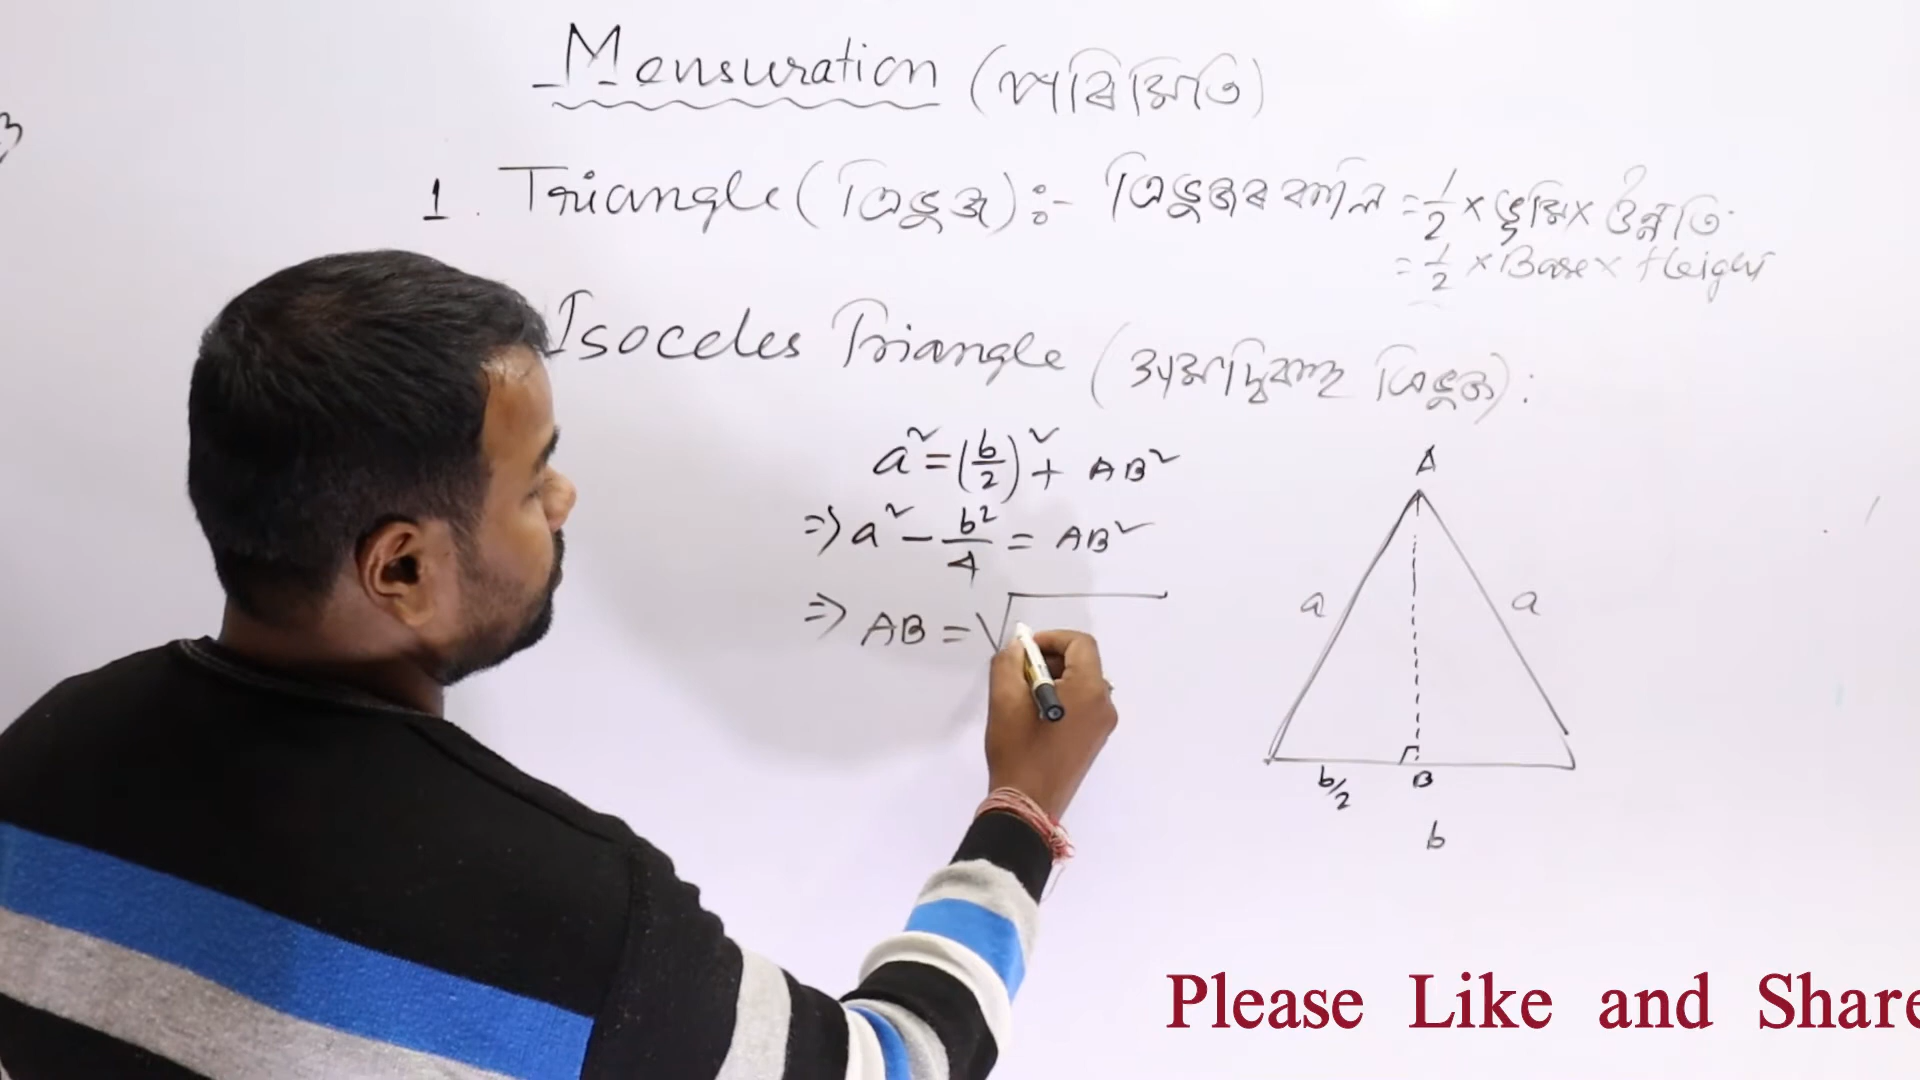 Mensuration (পৰিমিতি)
1. Triangle (ত্ৰিভুজ) :- ত্ৰিভুজৰ কালি = 1/2 × ভূমি × উন্নতি
= 1/2 × Base × Height
Isoceles Triangle (সমদ্বিবাহু ত্ৰিভুজ) :
a² = (b/2)² + AB²
⇒ a² - b²/4 = AB²
⇒ AB = √
A
a
a
b/2
B
b
Please Like and Share